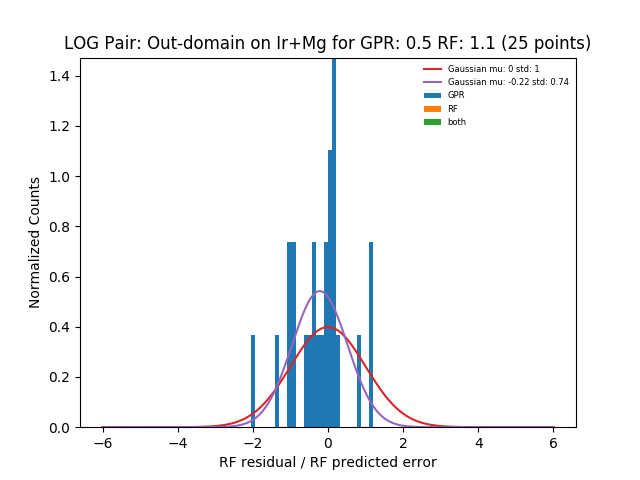 LOG Pair: Out-domain on Ir+Mg for GPR: 0.5 RF: 1.1 (25 points)
Gaussian mu: 0 std: 1
Gaussian mu: -0.22 std: 0.74
GPR
RF
both
Normalized Counts
1.4
1.2
1.0
0.8
0.6
0.4
0.2
0.0
−6
−4
−2
0
2
4
6
RF residual / RF predicted error